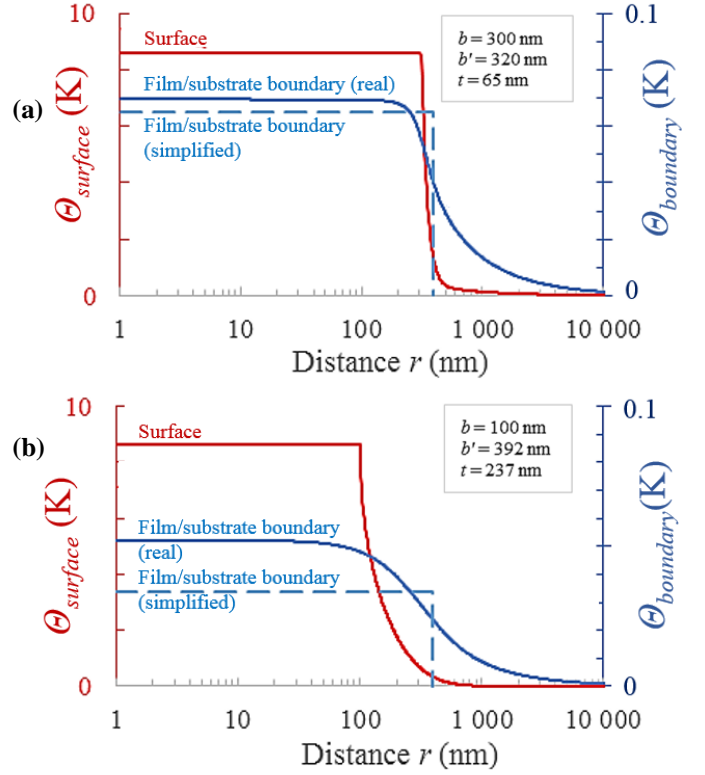 (a)
10
0
Θsurface (K)
Surface
Film/substrate boundary (real)
Film/substrate boundary
(simplified)
b = 300 nm
b' = 320 nm
t = 65 nm
0.1
0
Θboundary (K)
1
10
100
1 000
10 000
Distance r (nm)
(b)
10
0
Θsurface (K)
Surface
Film/substrate boundary
(real)
Film/substrate boundary
(simplified)
b = 100 nm
b' = 392 nm
t = 237 nm
0.1
0
Θboundary(K)
1
10
100
1 000
10 000
Distance r (nm)